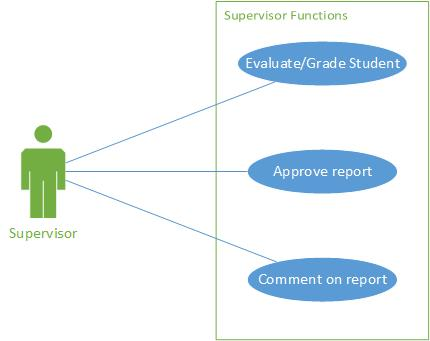 Supervisor Functions
Evaluate/Grade Student
Approve report
Supervisor
Comment on report